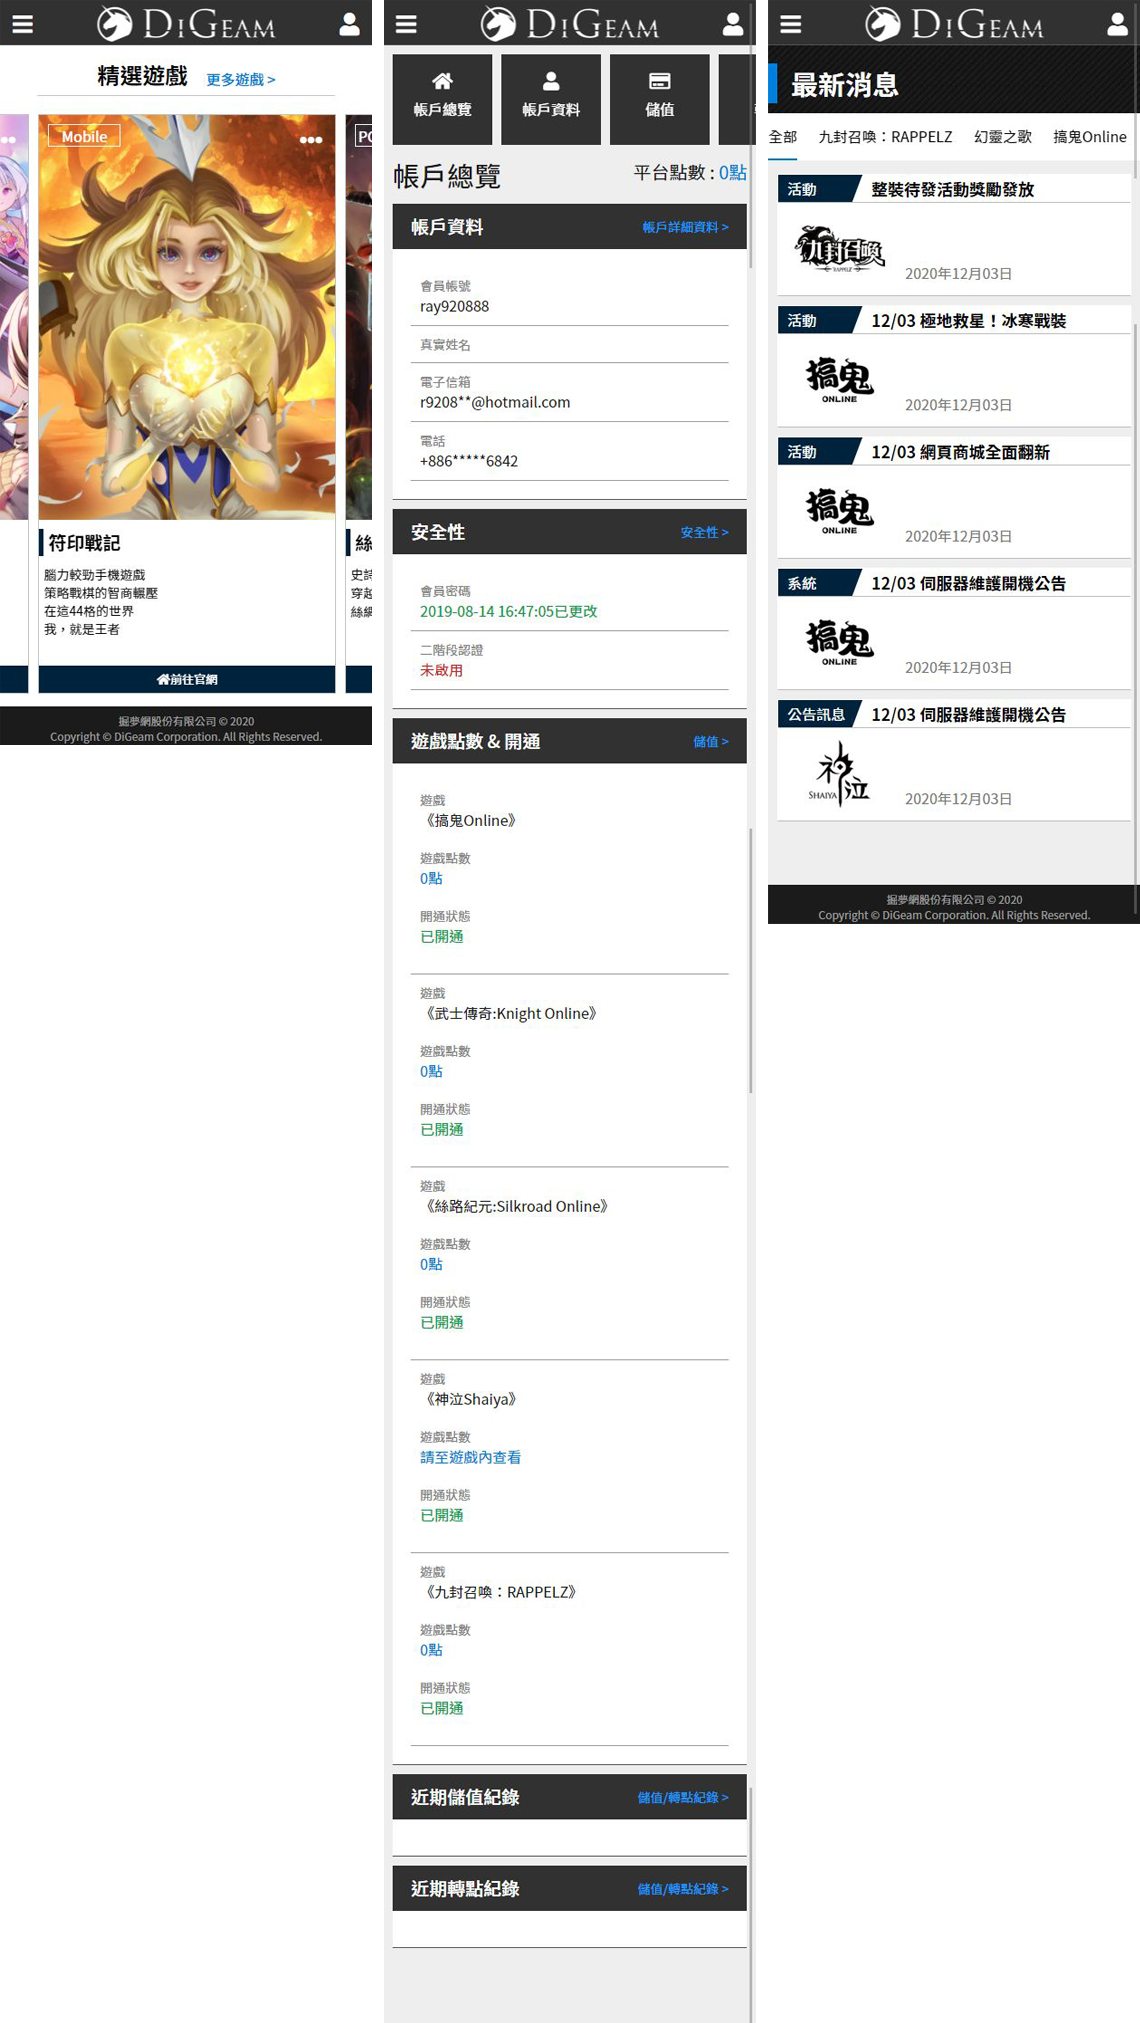 DiGeam
精選遊戲 更多遊戲 >
Mobile
符印戰記
腦力較勁手機遊戲
策略戰棋的智商輾壓
在這44格的世界
我，就是王者
前往官網
掘夢網股份有限公司 © 2020
Copyright © DiGeam Corporation. All Rights Reserved.
DiGeam
帳戶總覽
帳戶資料
儲值
帳戶總覽 平台點數 : 0點
帳戶資料 帳戶詳細資料 >
會員帳號
ray920888
真實姓名
電子信箱
r9208**@hotmail.com
電話
+886*****6842
安全性 安全性 >
會員密碼
2019-08-14 16:47:05已更改
二階段認證
未啟用
遊戲點數 & 開通 儲值 >
遊戲
《搞鬼Online》
遊戲點數
0點
開通狀態
已開通
遊戲
《武士傳奇:Knight Online》
遊戲點數
0點
開通狀態
已開通
遊戲
《絲路紀元:Silkroad Online》
遊戲點數
0點
開通狀態
已開通
遊戲
《神泣Shaiya》
遊戲點數
請至遊戲內查看
開通狀態
已開通
遊戲
《九封召喚：RAPPELZ》
遊戲點數
0點
開通狀態
已開通
近期儲值紀錄 儲值/轉點紀錄 >
近期轉點紀錄 儲值/轉點紀錄 >
DiGeam
最新消息
全部 九封召喚：RAPPELZ 幻靈之歌 搞鬼Online
活動 整裝待發活動獎勵發放
九封召喚
RAPPELZ
2020年12月03日
活動 12/03 極地救星！冰寒戰裝
搞鬼
ONLINE
2020年12月03日
活動 12/03 網頁商城全面翻新
搞鬼
ONLINE
2020年12月03日
系統 12/03 伺服器維護開機公告
搞鬼
ONLINE
2020年12月03日
公告訊息 12/03 伺服器維護開機公告
神泣
SHAIYA
2020年12月03日
掘夢網股份有限公司 © 2020
Copyright © DiGeam Corporation. All Rights Reserved.